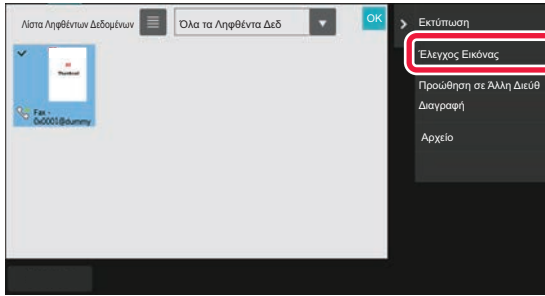 Λίστα Ληφθέντων Δεδομένων
Όλα τα Ληφθέντα Δεδ
OK
Thumbnail
Fax -
0x0001@dummy
Εκτύπωση
Έλεγχος Εικόνας
Προώθηση σε Άλλη Διεύθ
Διαγραφή
Αρχείο